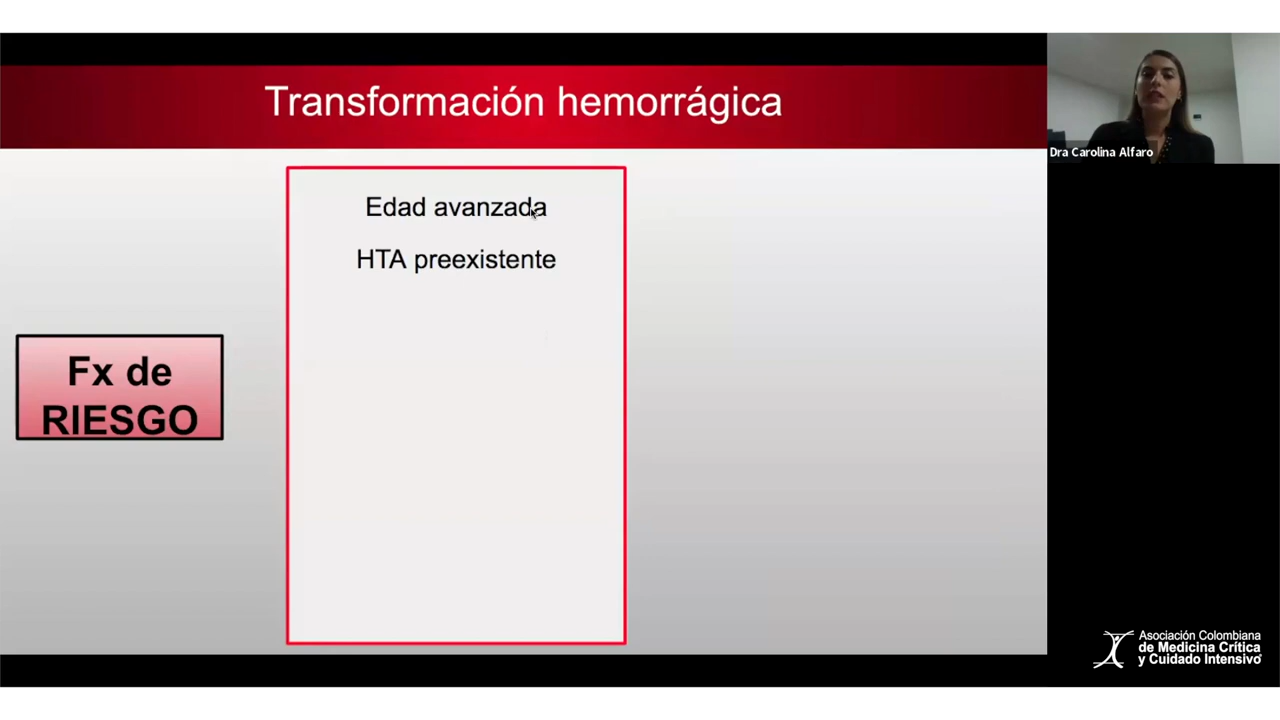 Transformación hemorrágica
Dra Carolina Alfaro
Edad avanzada
HTA preexistente
Fx de
RIESGO
Asociación Colombiana
de Medicina Crítica
y Cuidado Intensivo